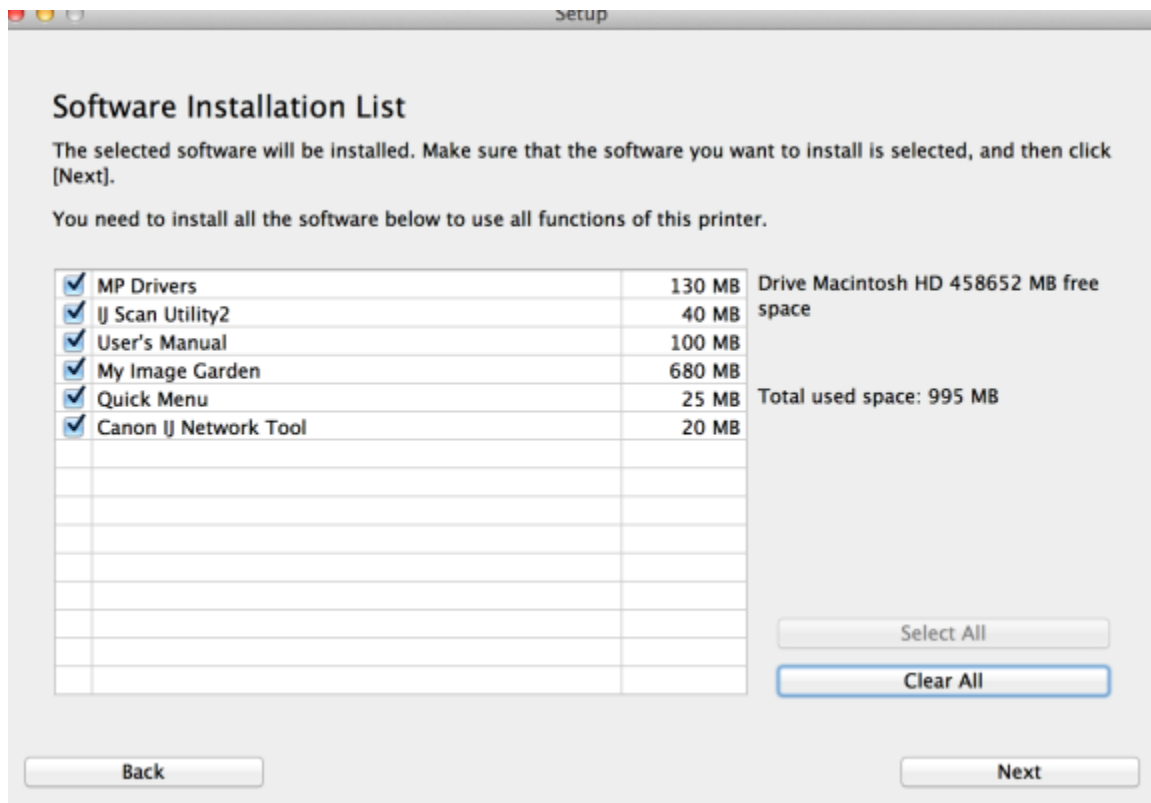 Setup
Software Installation List
The selected software will be installed. Make sure that the software you want to install is selected, and then click
[Next].
You need to install all the software below to use all functions of this printer.
MP Drivers 130 MB
IJ Scan Utility2 40 MB
User's Manual 100 MB
My Image Garden 680 MB
Quick Menu 25 MB
Canon IJ Network Tool 20 MB
Drive Macintosh HD 458652 MB free
space
Total used space: 995 MB
Select All
Clear All
Back
Next